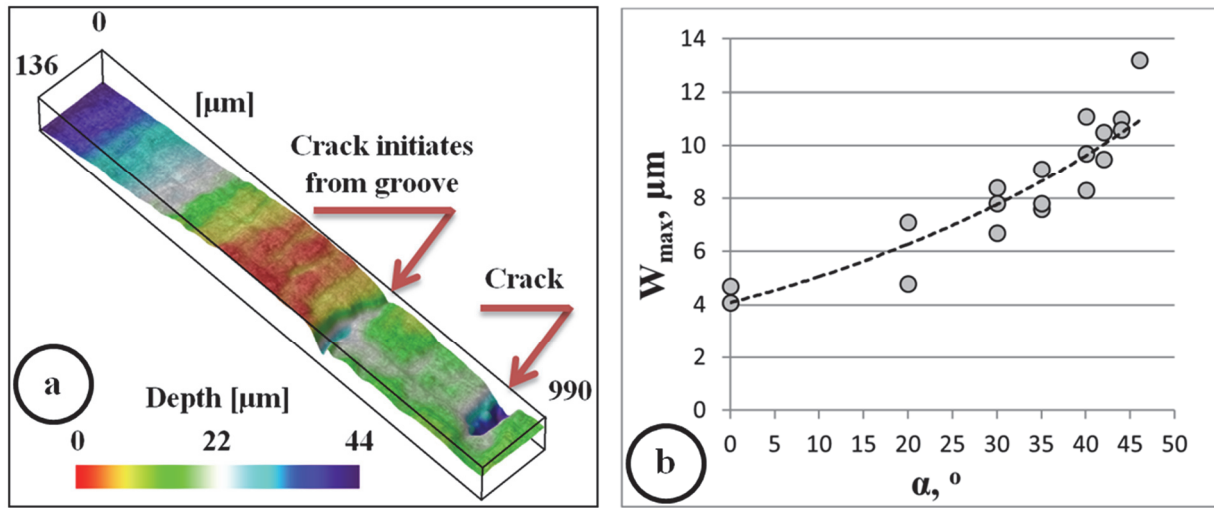 0
136
[µm]
Crack initiates
from groove
Crack
990
a
Depth [µm]
0 22 44
14
12
10
8
6
4
2
0
0 5 10 15 20 25 30 35 40 45 50
Wmax, µm
α, °
b